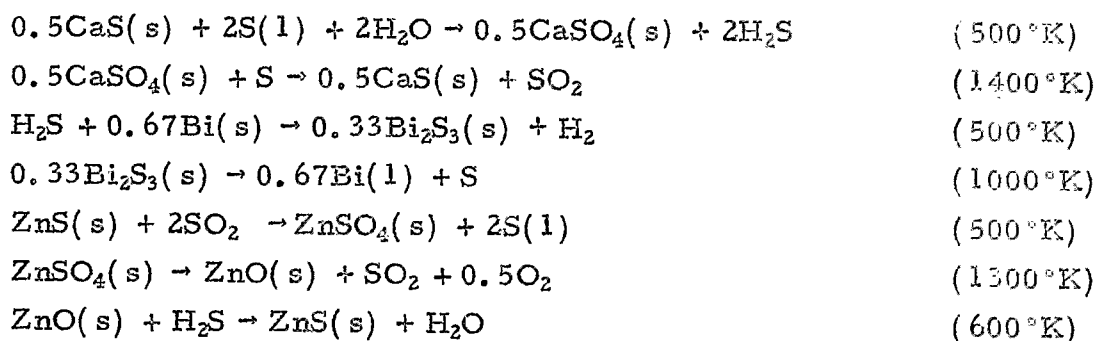 0.5CaS(s) + 2S(l) + 2H₂O → 0.5CaSO₄(s) + 2H₂S (500°K)
0.5CaSO₄(s) + S → 0.5CaS(s) + SO₂ (1400°K)
H₂S + 0.67Bi(s) → 0.33Bi₂S₃(s) + H₂ (500°K)
0.33Bi₂S₃(s) → 0.67Bi(l) + S (1000°K)
ZnS(s) + 2SO₂ → ZnSO₄(s) + 2S(l) (500°K)
ZnSO₄(s) → ZnO(s) + SO₂ + 0.5O₂ (1300°K)
ZnO(s) + H₂S → ZnS(s) + H₂O (600°K)